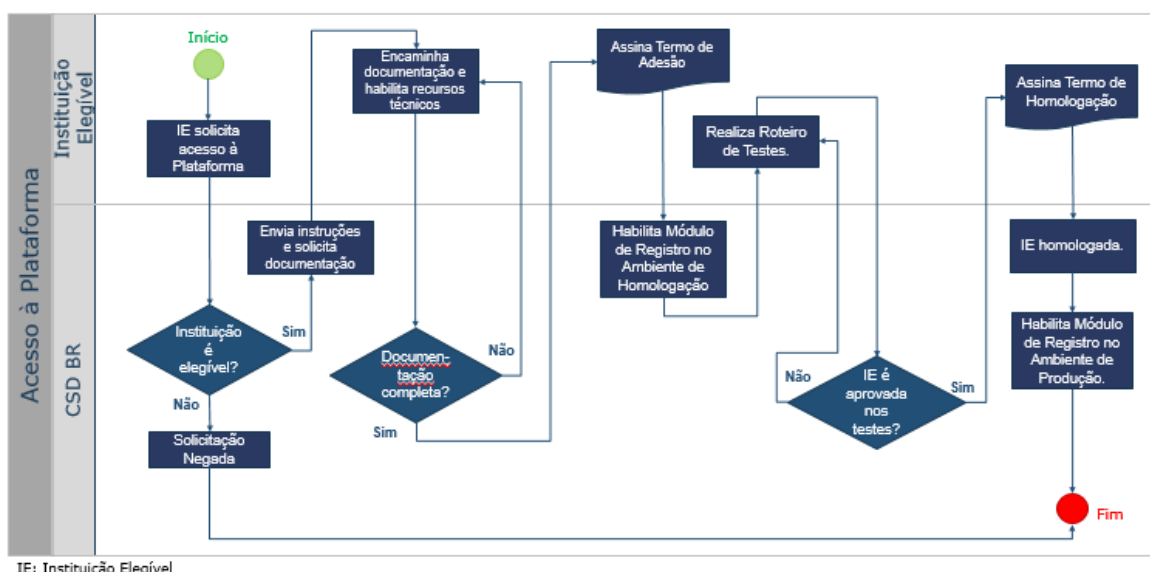 Acesso à Plataforma
Instituição
Elegível
CSD BR
Início
IE solicita
acesso à
Plataforma
Instituição
é
elegível?
Sim
Não
Solicitação
Negada
Envia instruções
e solicita
documentação
Encaminha
documentação e
habilita recursos
técnicos
Documen-
tação
completa?
Não
Sim
Assina Termo de
Adesão
Habilita Módulo
de Registro no
Ambiente de
Homologação
Realiza Roteiro
de Testes.
IE é
aprovada
nos
testes?
Não
Sim
Assina Termo de
Homologação
IE homologada.
Habilita Módulo
de Registro no
Ambiente de
Produção.
Fim
IE: Instituição Elegível